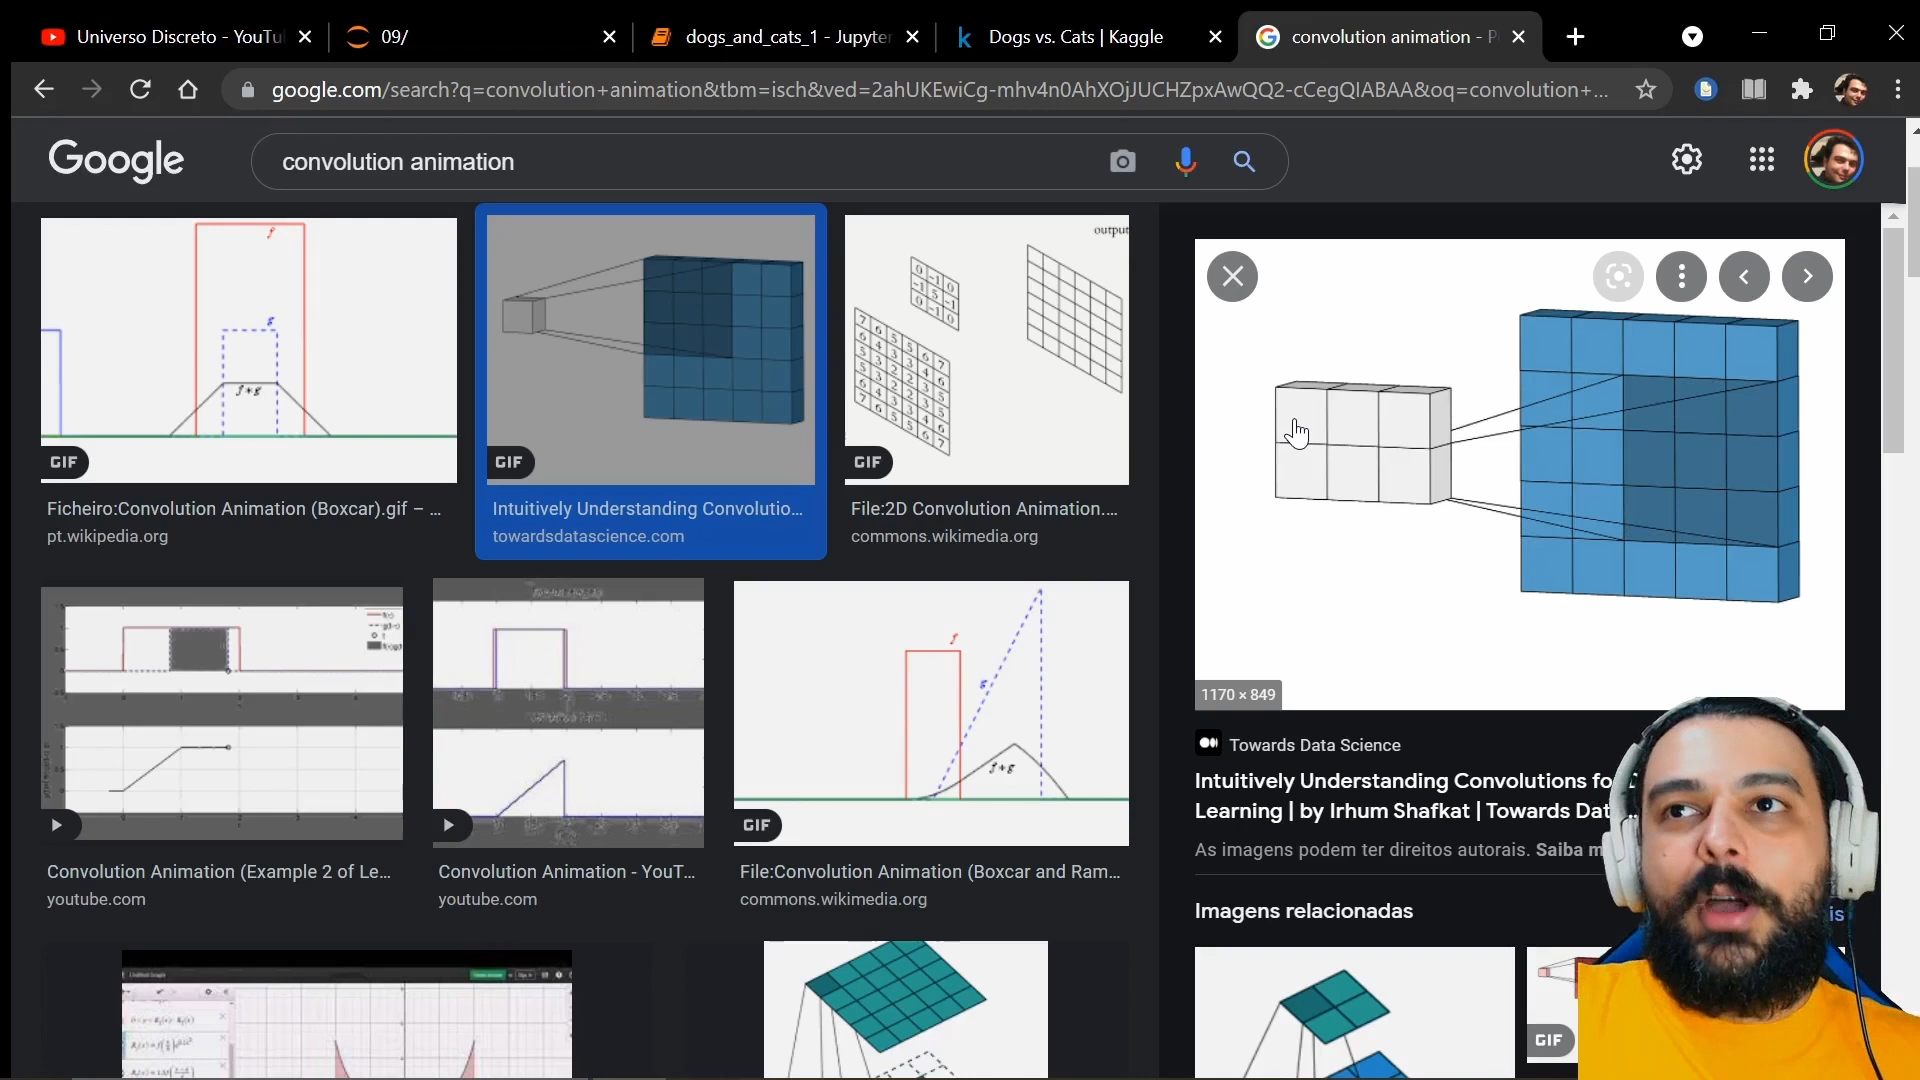 Universo Discreto - YouTu
09/
dogs_and_cats_1 - Jupyter
Dogs vs. Cats | Kaggle
convolution animation - P
google.com/search?q=convolution+animation&tbm=isch&ved=2ahUKEwiCg-mhv4n0AhXOjJUCHZpxAwQQ2-cCegQIABAA&oq=convolution+...
Google
convolution animation
f
g
f*g
GIF
Ficheiro:Convolution Animation (Boxcar).gif – ...
pt.wikipedia.org
GIF
Intuitively Understanding Convolutio...
towardsdatascience.com
output
GIF
File:2D Convolution Animation....
commons.wikimedia.org
Convolution Animation (Example 2 of Le...
youtube.com
Convolution Animation - YouT...
youtube.com
f
g
f*g
GIF
File:Convolution Animation (Boxcar and Ram...
commons.wikimedia.org
1170 × 849
Towards Data Science
Intuitively Understanding Convolutions fo
Learning | by Irhum Shafkat | Towards Dat
As imagens podem ter direitos autorais. Saiba m
Imagens relacionadas
is
GIF